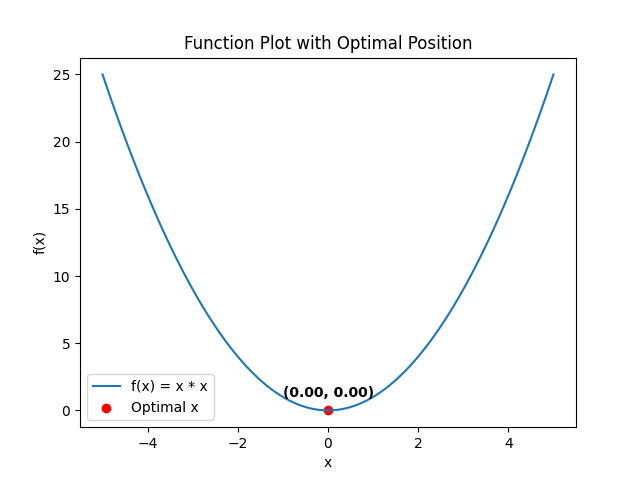 Function Plot with Optimal Position
f(x)
25
20
15
10
5
0
(0.00, 0.00)
f(x) = x * x
Optimal x
−4
−2
0
2
4
x